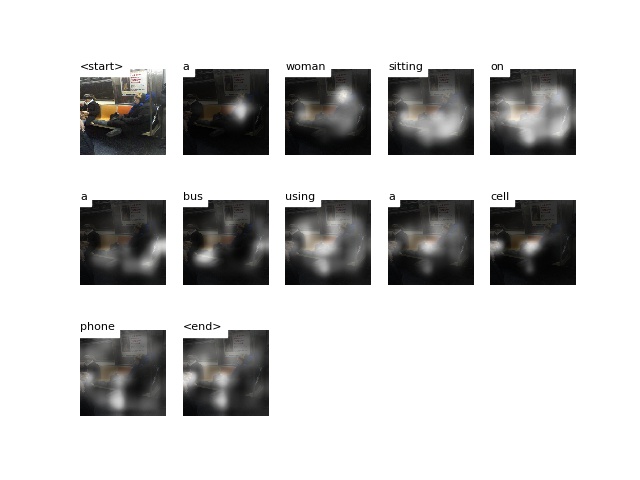 <start> a woman sitting on
a bus using a cell
phone <end>